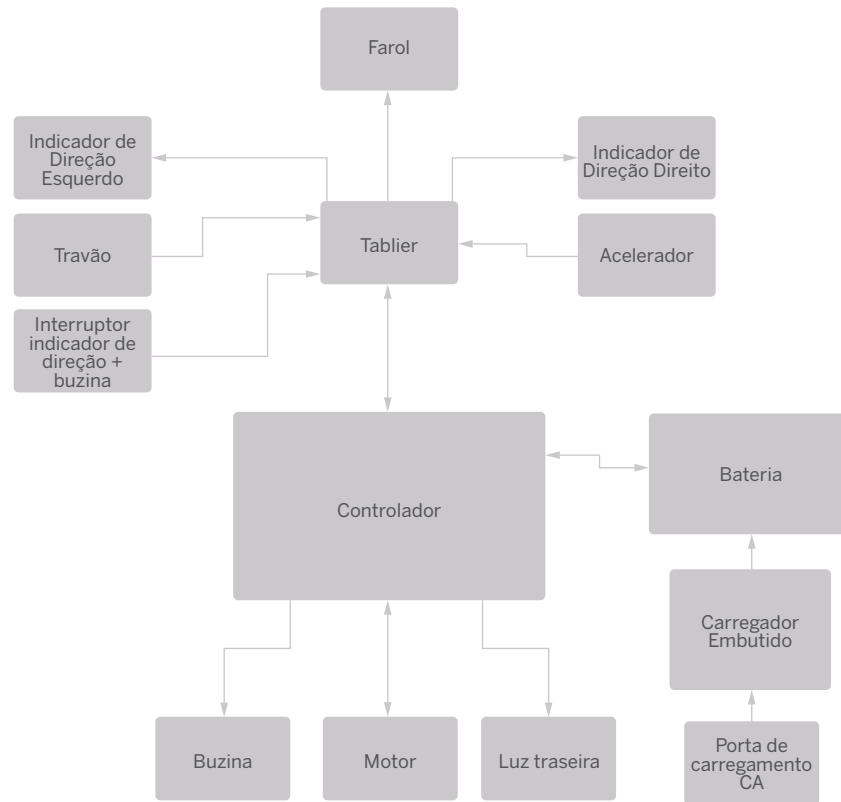 Farol
Indicador de
Direção
Esquerdo
Indicador de
Direção Direito
Travão
Tablier
Acelerador
Interruptor
indicador de
direção +
buzina
Controlador
Bateria
Carregador
Embutido
Buzina
Motor
Luz traseira
Porta de
carregamento
CA